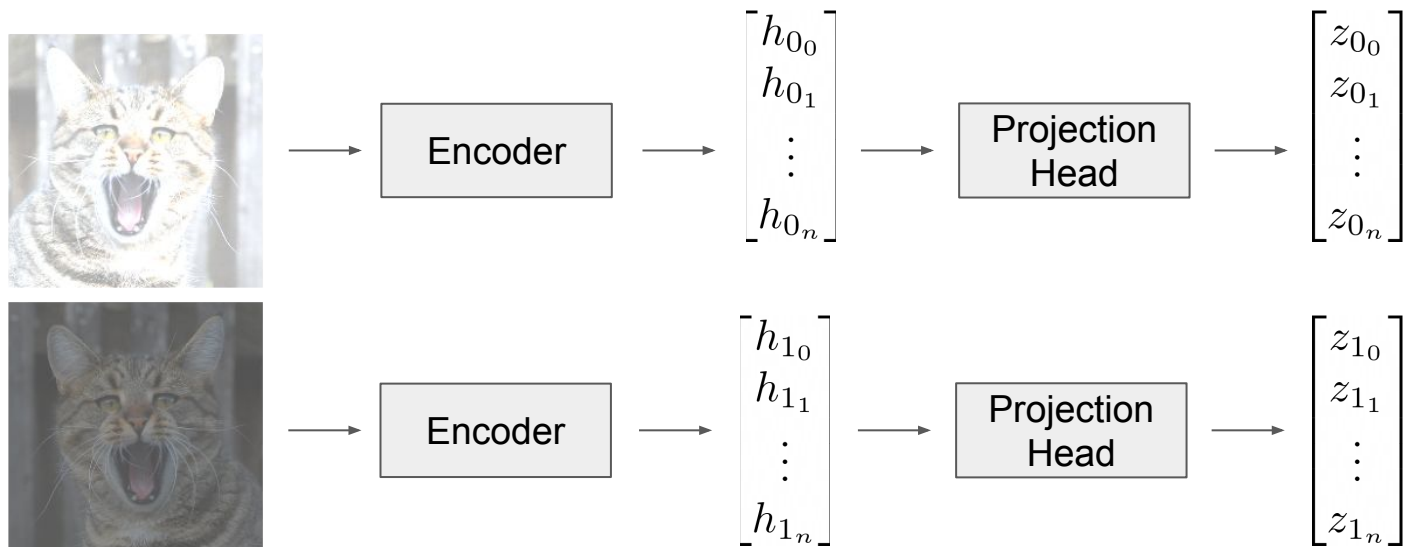 Encoder
h_{0_0}
h_{0_1}
⋮
h_{0_n}
Projection
Head
z_{0_0}
z_{0_1}
⋮
z_{0_n}
Encoder
h_{1_0}
h_{1_1}
⋮
h_{1_n}
Projection
Head
z_{1_0}
z_{1_1}
⋮
z_{1_n}